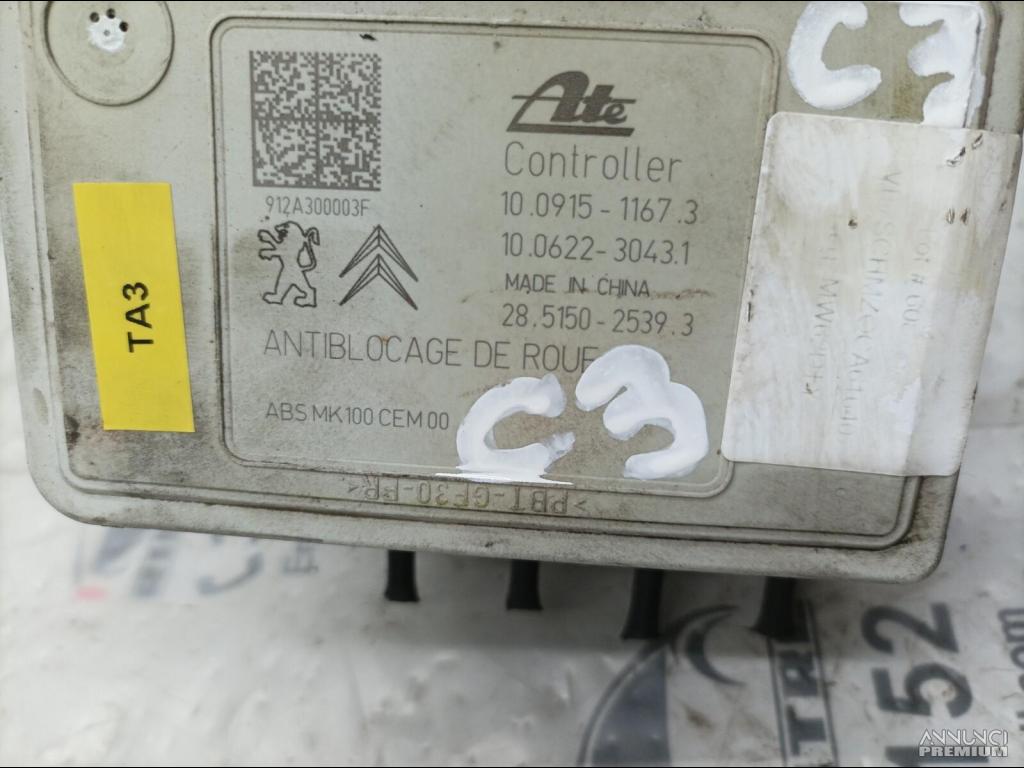 C3
Ate
Controller
912A300003F
10.0915-1167.3
10.0622-3043.1
MADE IN CHINA
28.5150-2539.3
TA3
ANTIBLOCAGE DE ROUE
ABS MK100 CEM 00
C3
>PBT-GF30-FR<
152
ANNUNCI
PREMIUM